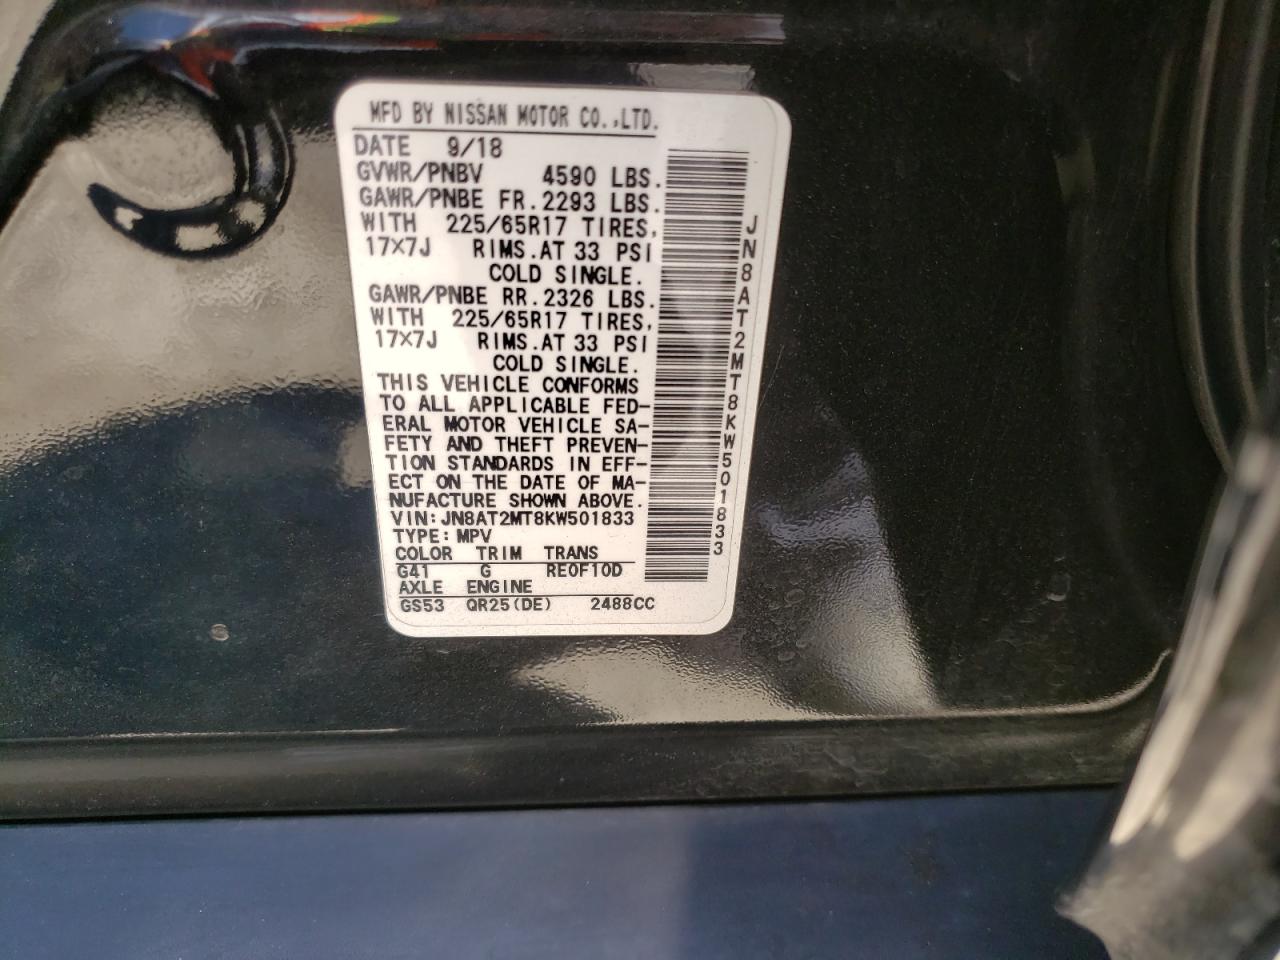 MFD BY NISSAN MOTOR CO.,LTD.
DATE 9/18
GVWR/PNBV 4590 LBS.
GAWR/PNBE FR.2293 LBS.
WITH 225/65R17 TIRES,
17×7J RIMS.AT 33 PSI
COLD SINGLE.
GAWR/PNBE RR.2326 LBS.
WITH 225/65R17 TIRES,
17×7J RIMS.AT 33 PSI
COLD SINGLE.
THIS VEHICLE CONFORMS
TO ALL APPLICABLE FED-
ERAL MOTOR VEHICLE SA-
FETY AND THEFT PREVEN-
TION STANDARDS IN EFF-
ECT ON THE DATE OF MA-
NUFACTURE SHOWN ABOVE.
VIN:JN8AT2MT8KW501833
TYPE:MPV
COLOR TRIM TRANS
G41 G RE0F10D
AXLE ENGINE
GS53 QR25(DE) 2488CC
JN8AT2MT8KW501833